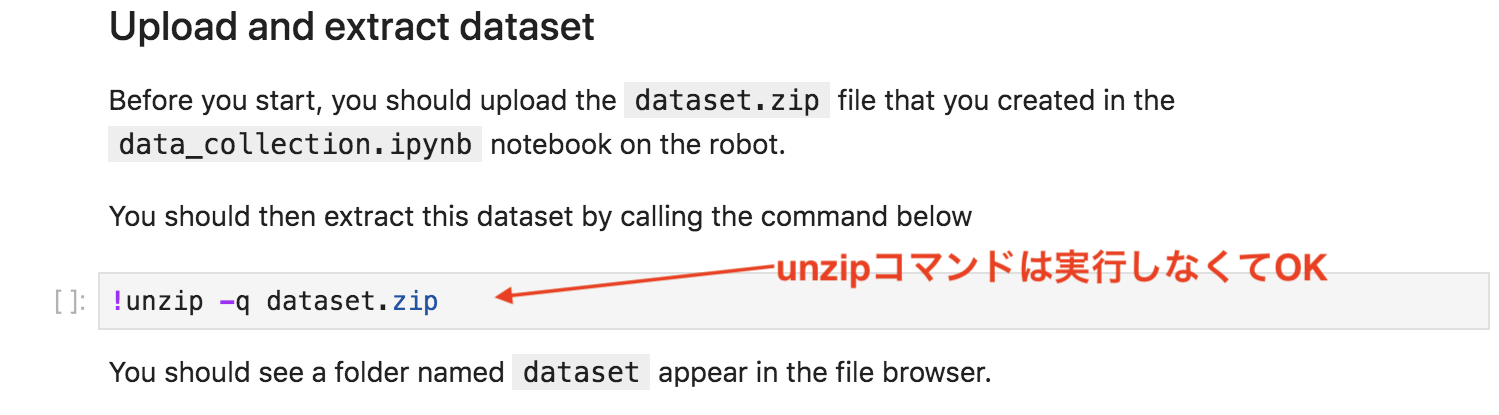 Upload and extract dataset
Before you start, you should upload the dataset.zip file that you created in the
data_collection.ipynb notebook on the robot.
You should then extract this dataset by calling the command below
unzipコマンドは実行しなくてOK
[ ]: !unzip -q dataset.zip
You should see a folder named dataset appear in the file browser.